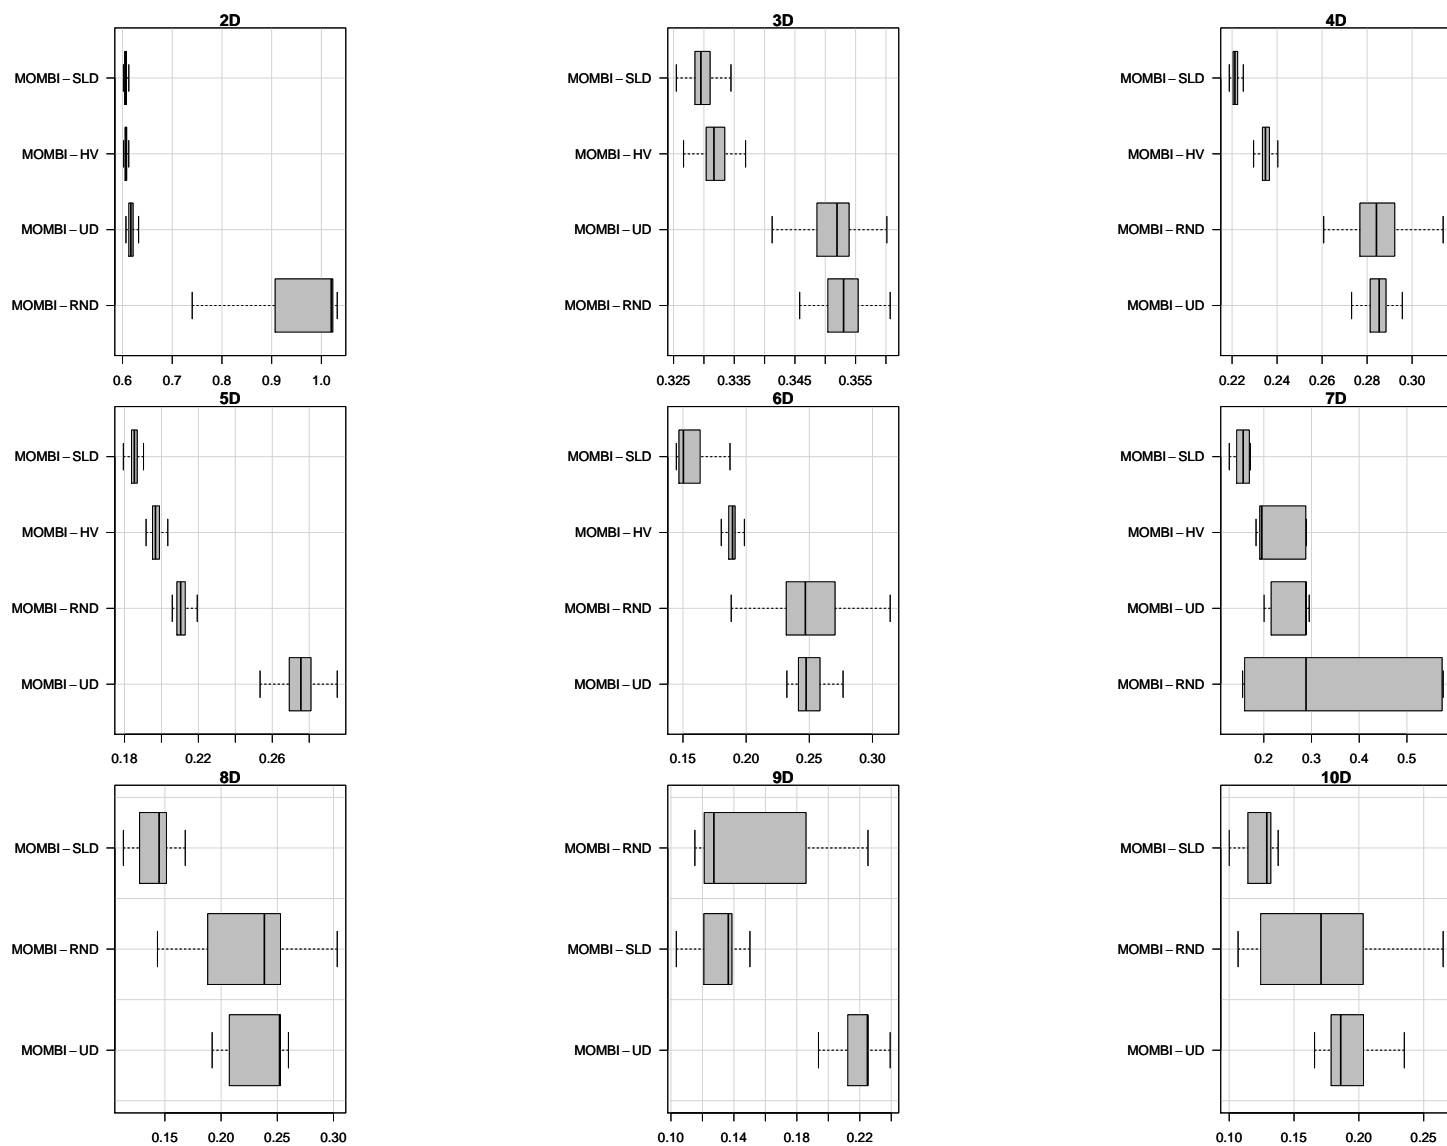 2D
MOMBI-SLD
MOMBI-HV
MOMBI-UD
MOMBI-RND
0.6 0.7 0.8 0.9 1.0
3D
MOMBI-SLD
MOMBI-HV
MOMBI-UD
MOMBI-RND
0.325 0.335 0.345 0.355
4D
MOMBI-SLD
MOMBI-HV
MOMBI-RND
MOMBI-UD
0.22 0.24 0.26 0.28 0.30
5D
MOMBI-SLD
MOMBI-HV
MOMBI-RND
MOMBI-UD
0.18 0.22 0.26
6D
MOMBI-SLD
MOMBI-HV
MOMBI-RND
MOMBI-UD
0.15 0.20 0.25 0.30
7D
MOMBI-SLD
MOMBI-HV
MOMBI-UD
MOMBI-RND
0.2 0.3 0.4 0.5
8D
MOMBI-SLD
MOMBI-RND
MOMBI-UD
0.15 0.20 0.25 0.30
9D
MOMBI-RND
MOMBI-SLD
MOMBI-UD
0.10 0.14 0.18 0.22
10D
MOMBI-SLD
MOMBI-RND
MOMBI-UD
0.10 0.15 0.20 0.25